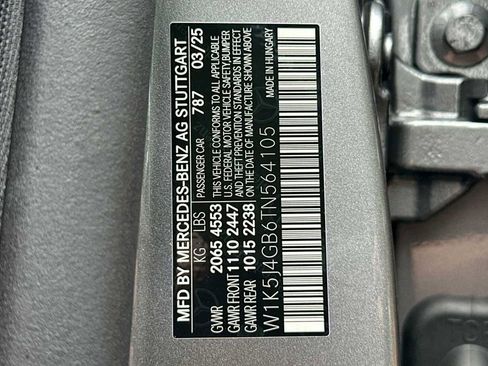 MFD BY MERCEDES-BENZ AG STUTTGART
PASSENGER CAR 787 03/25
KG LBS
GVWR 2065 4553
GAWR FRONT 1110 2447
GAWR REAR 1015 2238
THIS VEHICLE CONFORMS TO ALL APPLICABLE
U.S. FEDERAL MOTOR VEHICLE SAFETY,BUMPER,
AND THEFT PREVENTION STANDARDS IN EFFECT
ON THE DATE OF MANUFACTURE SHOWN ABOVE.
MADE IN HUNGARY
W1K5J4GB6TN564105